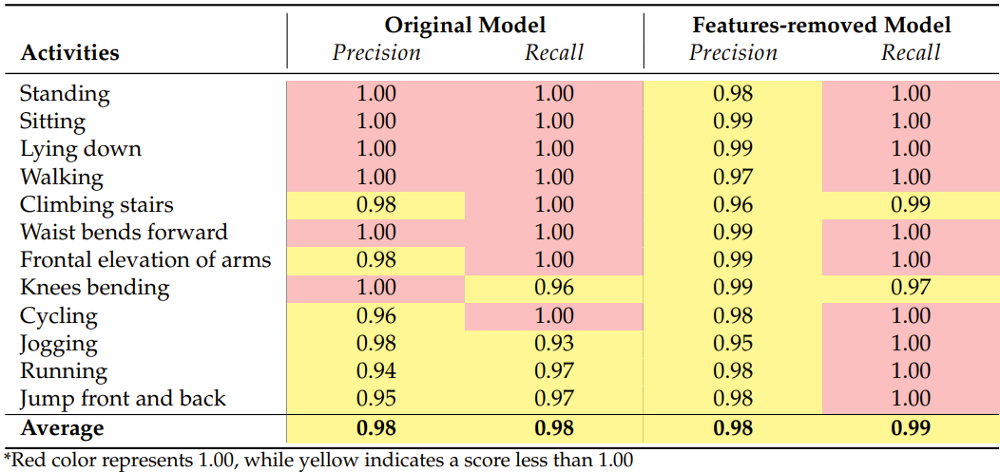 Original Model Features-removed Model
Activities Precision Recall Precision Recall
Standing 1.00 1.00 0.98 1.00
Sitting 1.00 1.00 0.99 1.00
Lying down 1.00 1.00 0.99 1.00
Walking 1.00 1.00 0.97 1.00
Climbing stairs 0.98 1.00 0.96 0.99
Waist bends forward 1.00 1.00 0.99 1.00
Frontal elevation of arms 0.98 1.00 0.99 1.00
Knees bending 1.00 0.96 0.99 0.97
Cycling 0.96 1.00 0.98 1.00
Jogging 0.98 0.93 0.95 1.00
Running 0.94 0.97 0.98 1.00
Jump front and back 0.95 0.97 0.98 1.00
Average 0.98 0.98 0.98 0.99
*Red color represents 1.00, while yellow indicates a score less than 1.00